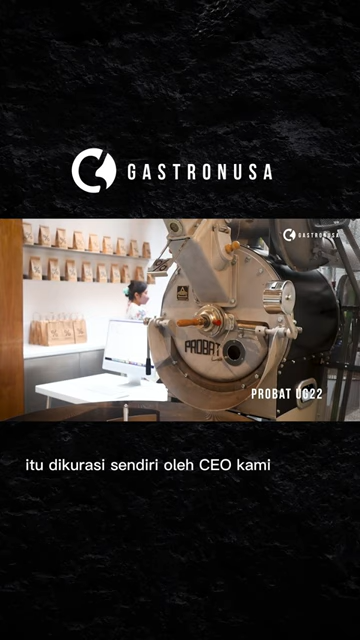 GASTRONUSA
GASTRONUSA
PROBAT
PROBAT UG22
itu dikurasi sendiri oleh CEO kami